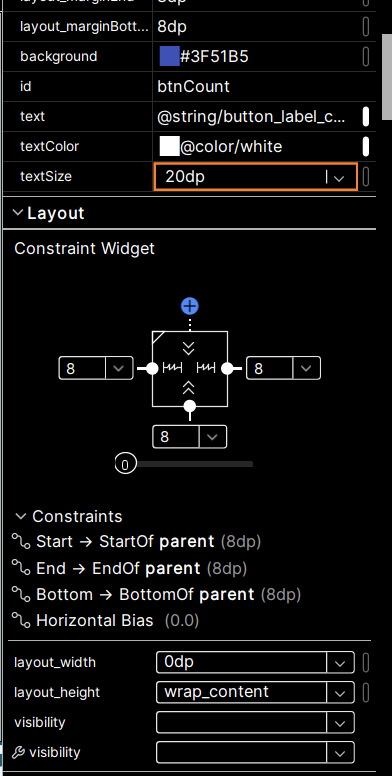 layout_marginBott... 8dp
background #3F51B5
id btnCount
text @string/button_label_c...
textColor @color/white
textSize 20dp
Layout
Constraint Widget
8 8
8
0
Constraints
Start → StartOf parent (8dp)
End → EndOf parent (8dp)
Bottom → BottomOf parent (8dp)
Horizontal Bias (0.0)
layout_width 0dp
layout_height wrap_content
visibility
visibility